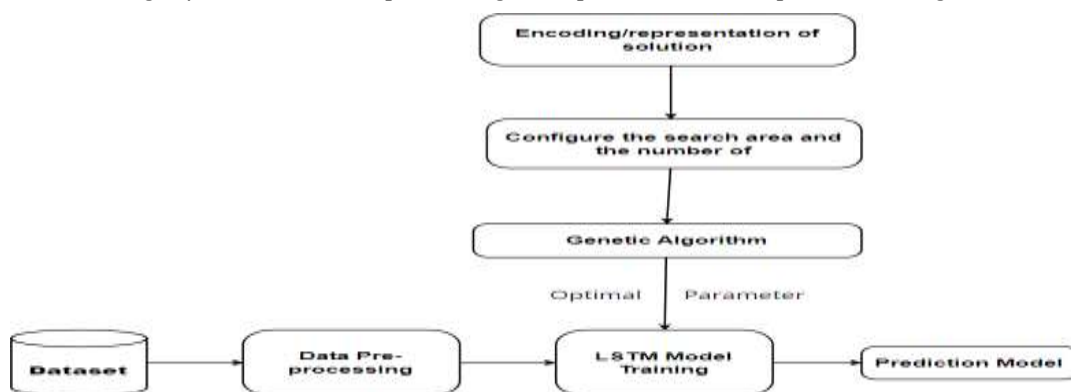 Encoding/representation of
solution
Configure the search area and
the number of
Genetic Algorithm
Optimal Parameter
Dataset
Data Pre-
processing
LSTM Model
Training
Prediction Model